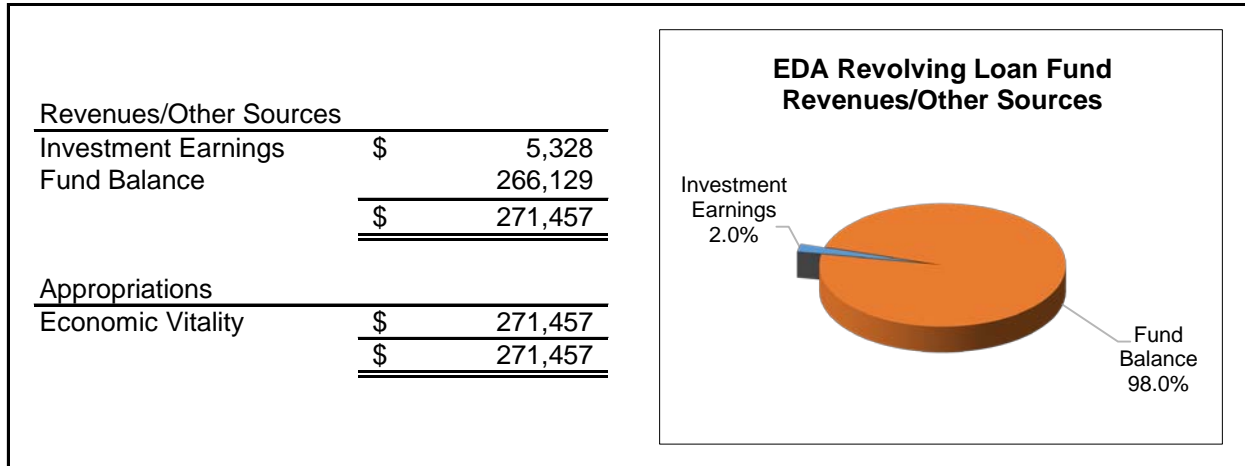 Revenues/Other Sources
Investment Earnings $ 5,328
Fund Balance 266,129
$ 271,457
Appropriations
Economic Vitality $ 271,457
$ 271,457
EDA Revolving Loan Fund
Revenues/Other Sources
Investment
Earnings
2.0%
Fund
Balance
98.0%